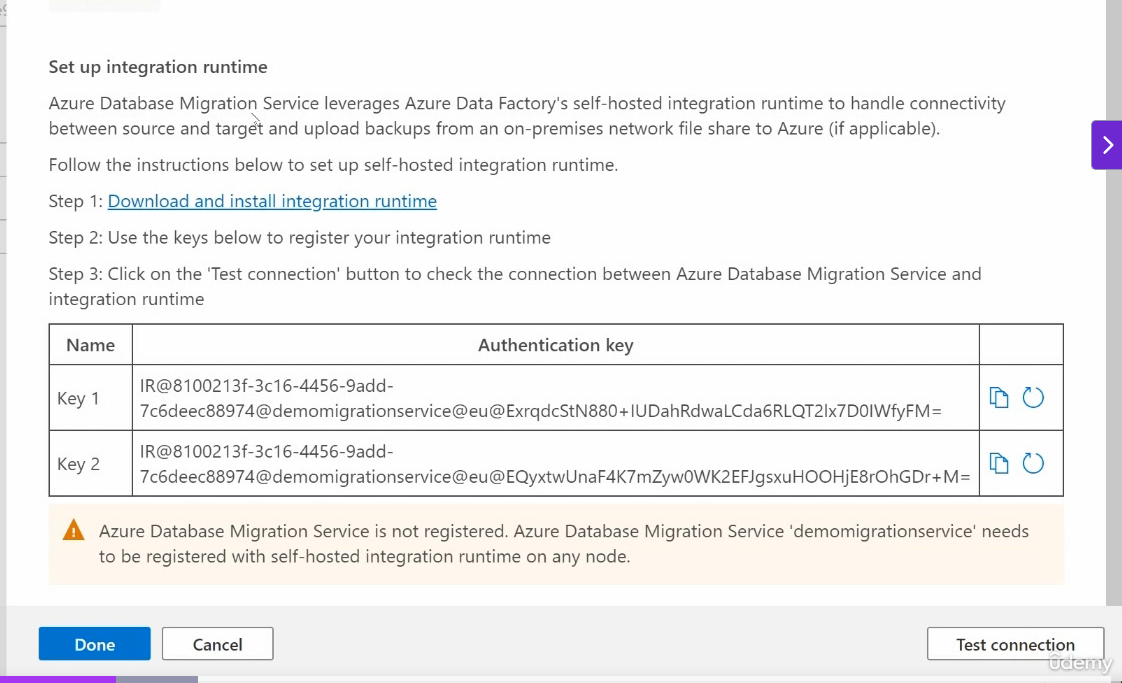 Set up integration runtime
Azure Database Migration Service leverages Azure Data Factory's self-hosted integration runtime to handle connectivity
between source and target and upload backups from an on-premises network file share to Azure (if applicable).
Follow the instructions below to set up self-hosted integration runtime.
Step 1: Download and install integration runtime
Step 2: Use the keys below to register your integration runtime
Step 3: Click on the 'Test connection' button to check the connection between Azure Database Migration Service and
integration runtime
Name Authentication key
Key 1
IR@8100213f-3c16-4456-9add-
7c6deec88974@demomigrationservice@eu@ExrqdcStN880+IUDahRdwaLCda6RLQT2Ix7D0IWfyFM=
Key 2
IR@8100213f-3c16-4456-9add-
7c6deec88974@demomigrationservice@eu@EQyxtwUnaF4K7mZyw0WK2EFJgsxuHOOHjE8rOhGDr+M=
Azure Database Migration Service is not registered. Azure Database Migration Service 'demomigrationservice' needs
to be registered with self-hosted integration runtime on any node.
Done Cancel Test connection
ûdemy